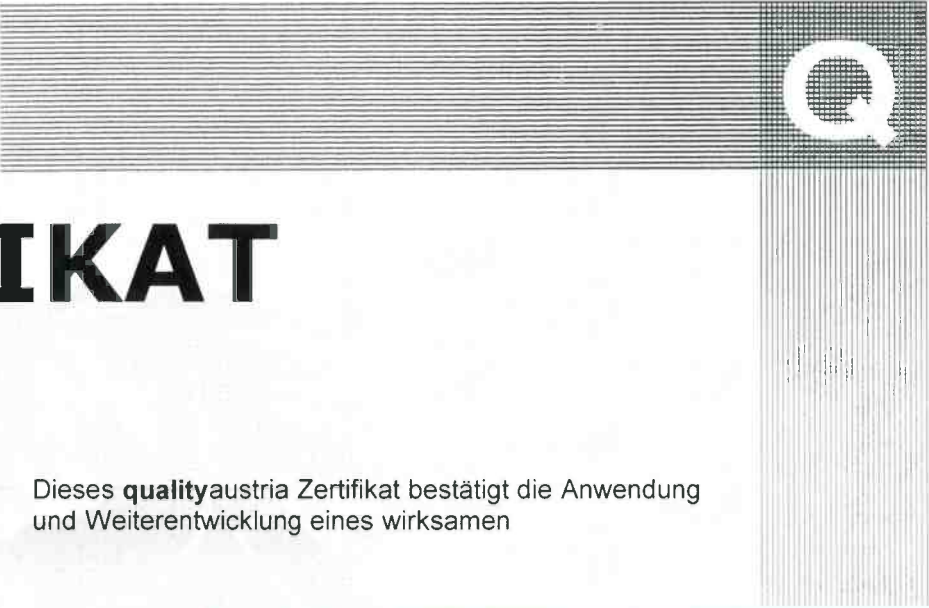 Q
IKAT
Dieses qualityaustria Zertifikat bestätigt die Anwendung
und Weiterentwicklung eines wirksamen